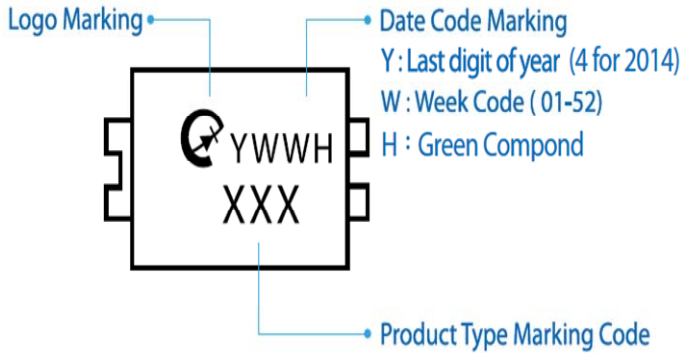 Logo Marking
Date Code Marking
Y : Last digit of year (4 for 2014)
W : Week Code ( 01-52)
H : Green Compond
YWWH
XXX
Product Type Marking Code